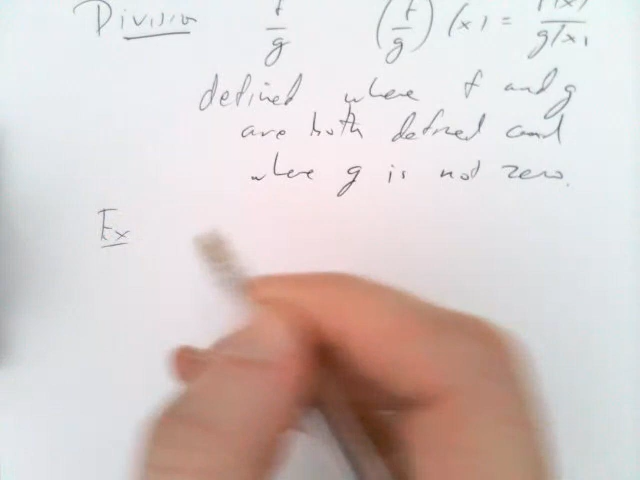 Division f/g (f/g)(x) = f(x)/g(x)
defined where f and g
are both defined and
where g is not zero.
Ex